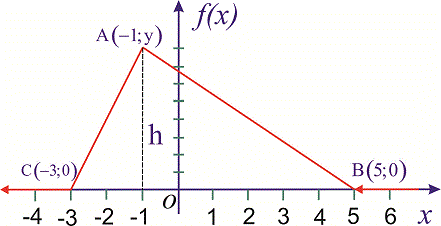 f(x)
A(−1;y)
h
C(−3;0)
B(5;0)
O
-4 -3 -2 -1 1 2 3 4 5 6 x